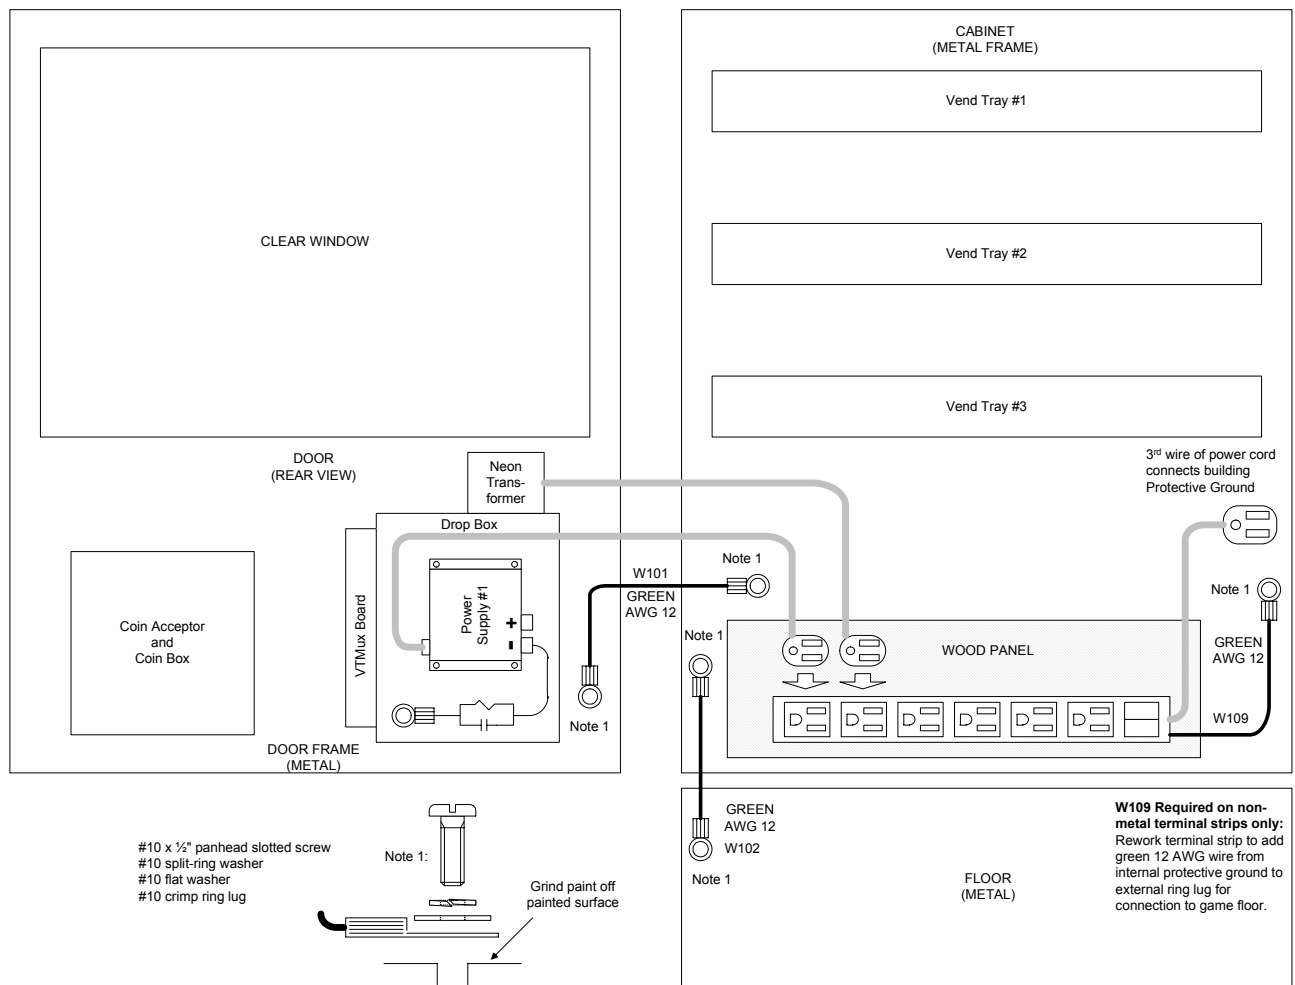 CLEAR WINDOW
DOOR
(REAR VIEW)
Neon
Trans-
former
Drop Box
VTMux Board
Power
Supply #1
+
-
Coin Acceptor
and
Coin Box
DOOR FRAME
(METAL)
W101
GREEN
AWG 12
Note 1
Note 1
CABINET
(METAL FRAME)
Vend Tray #1
Vend Tray #2
Vend Tray #3
3rd wire of power cord
connects building
Protective Ground
Note 1
GREEN
AWG 12
W109
WOOD PANEL
Note 1
GREEN
AWG 12
W102
Note 1
FLOOR
(METAL)
W109 Required on non-
metal terminal strips only:
Rework terminal strip to add
green 12 AWG wire from
internal protective ground to
external ring lug for
connection to game floor.
#10 x ½" panhead slotted screw
#10 split-ring washer
#10 flat washer
#10 crimp ring lug
Note 1:
Grind paint off
painted surface